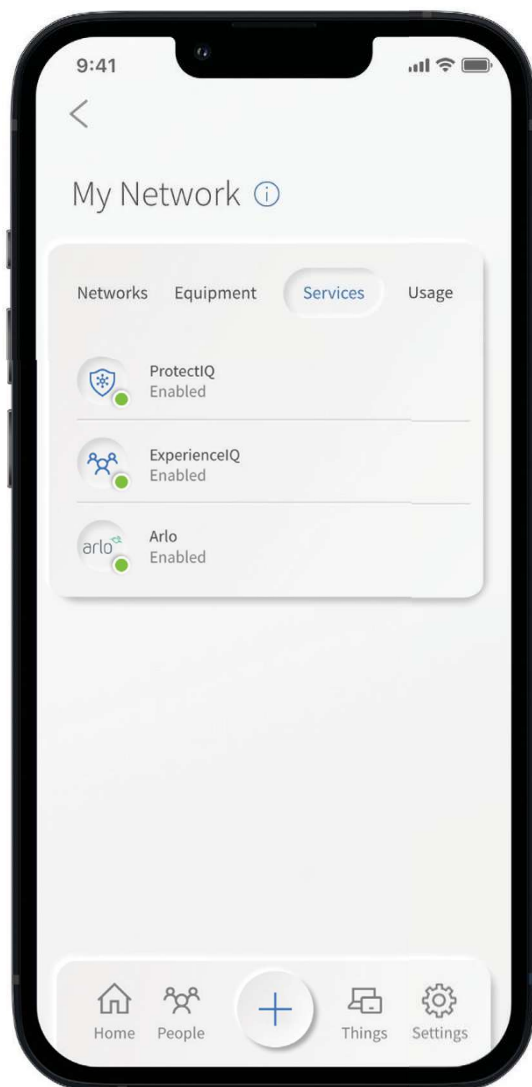 9:41
My Network
Networks Equipment Services Usage
ProtectIQ
Enabled
ExperienceIQ
Enabled
arlo
Arlo
Enabled
Home People Things Settings